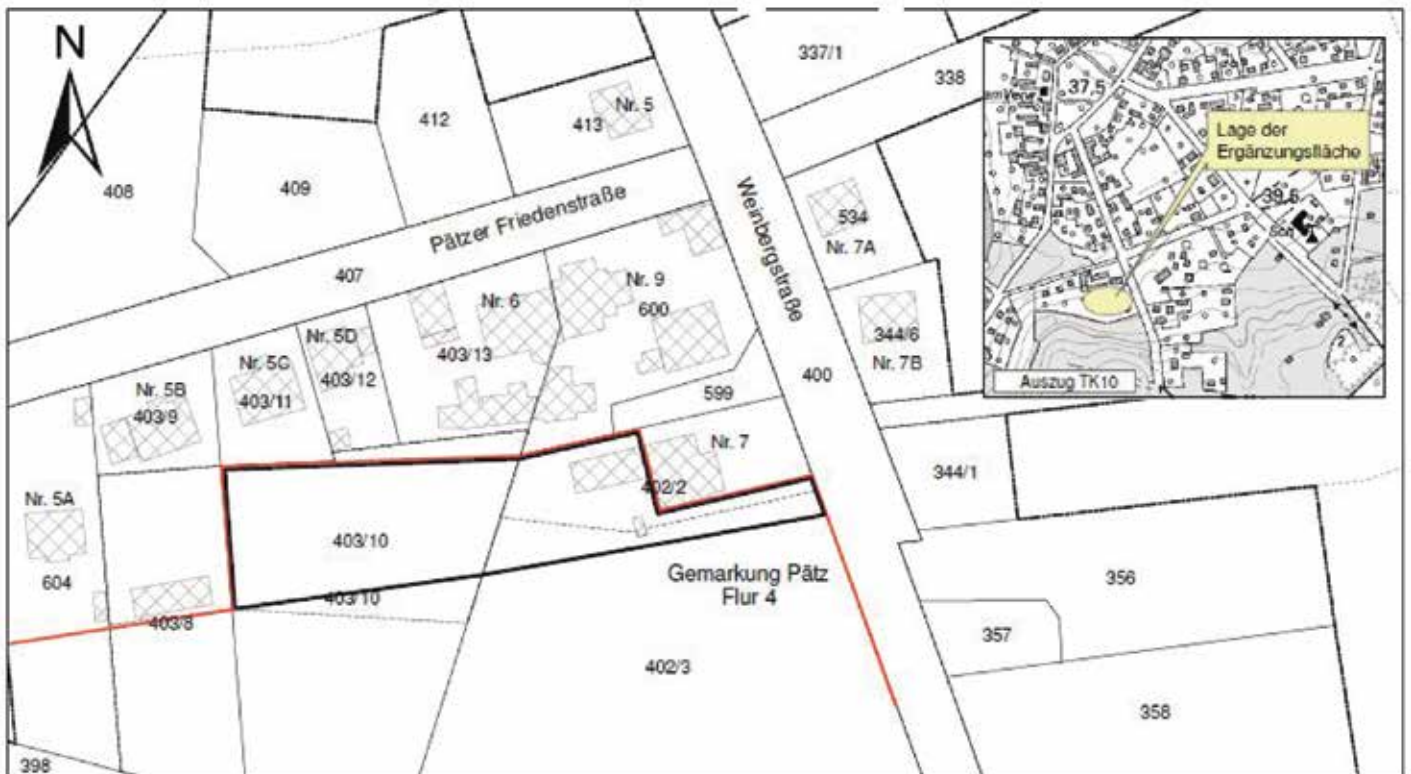 N
337/1
338
Nr. 5
413
412
408
409
Pätzer Friedenstraße
407
Weinbergstraße
534
Nr. 7A
Nr. 9
600
Nr. 6
403/13
Nr. 5D
403/12
Nr. 5C
403/11
Nr. 5B
403/9
344/6
Nr. 7B
400
599
Nr. 7
402/2
344/1
Nr. 5A
604
403/10
403/10
403/8
Gemarkung Pätz
Flur 4
356
357
402/3
358
398
37,5
Lage der
Ergänzungsfläche
39,6
Sch
Auszug TK10